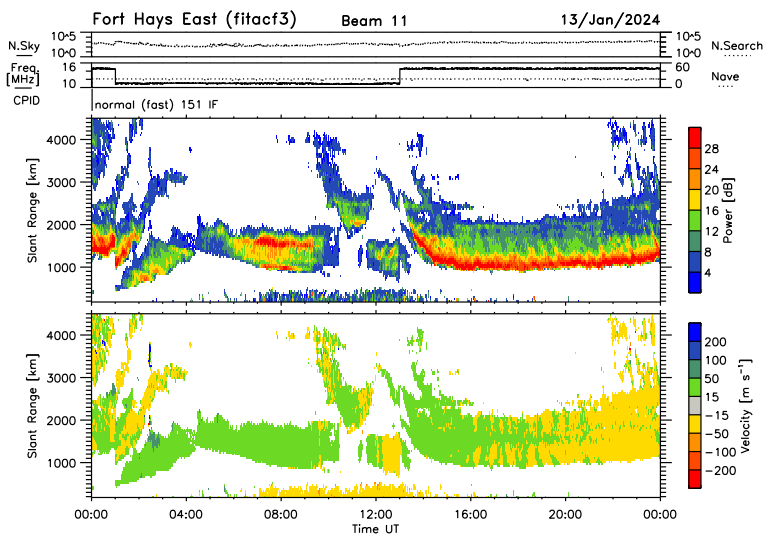 Fort Hays East (fitacf3) Beam 11 13/Jan/2024
N.Sky 10^5 10^0 10^5 10^0 N.Search
Freq. [MHz] 16 10 60 0 Nave
CPID normal (fast) 151 IF
Slant Range [km]
4000
3000
2000
1000
28
24
20
16
12
8
4
Power [dB]
Slant Range [km]
4000
3000
2000
1000
200
100
50
15
-15
-50
-100
-200
Velocity [m s⁻¹]
00:00 04:00 08:00 12:00 16:00 20:00 00:00
Time UT